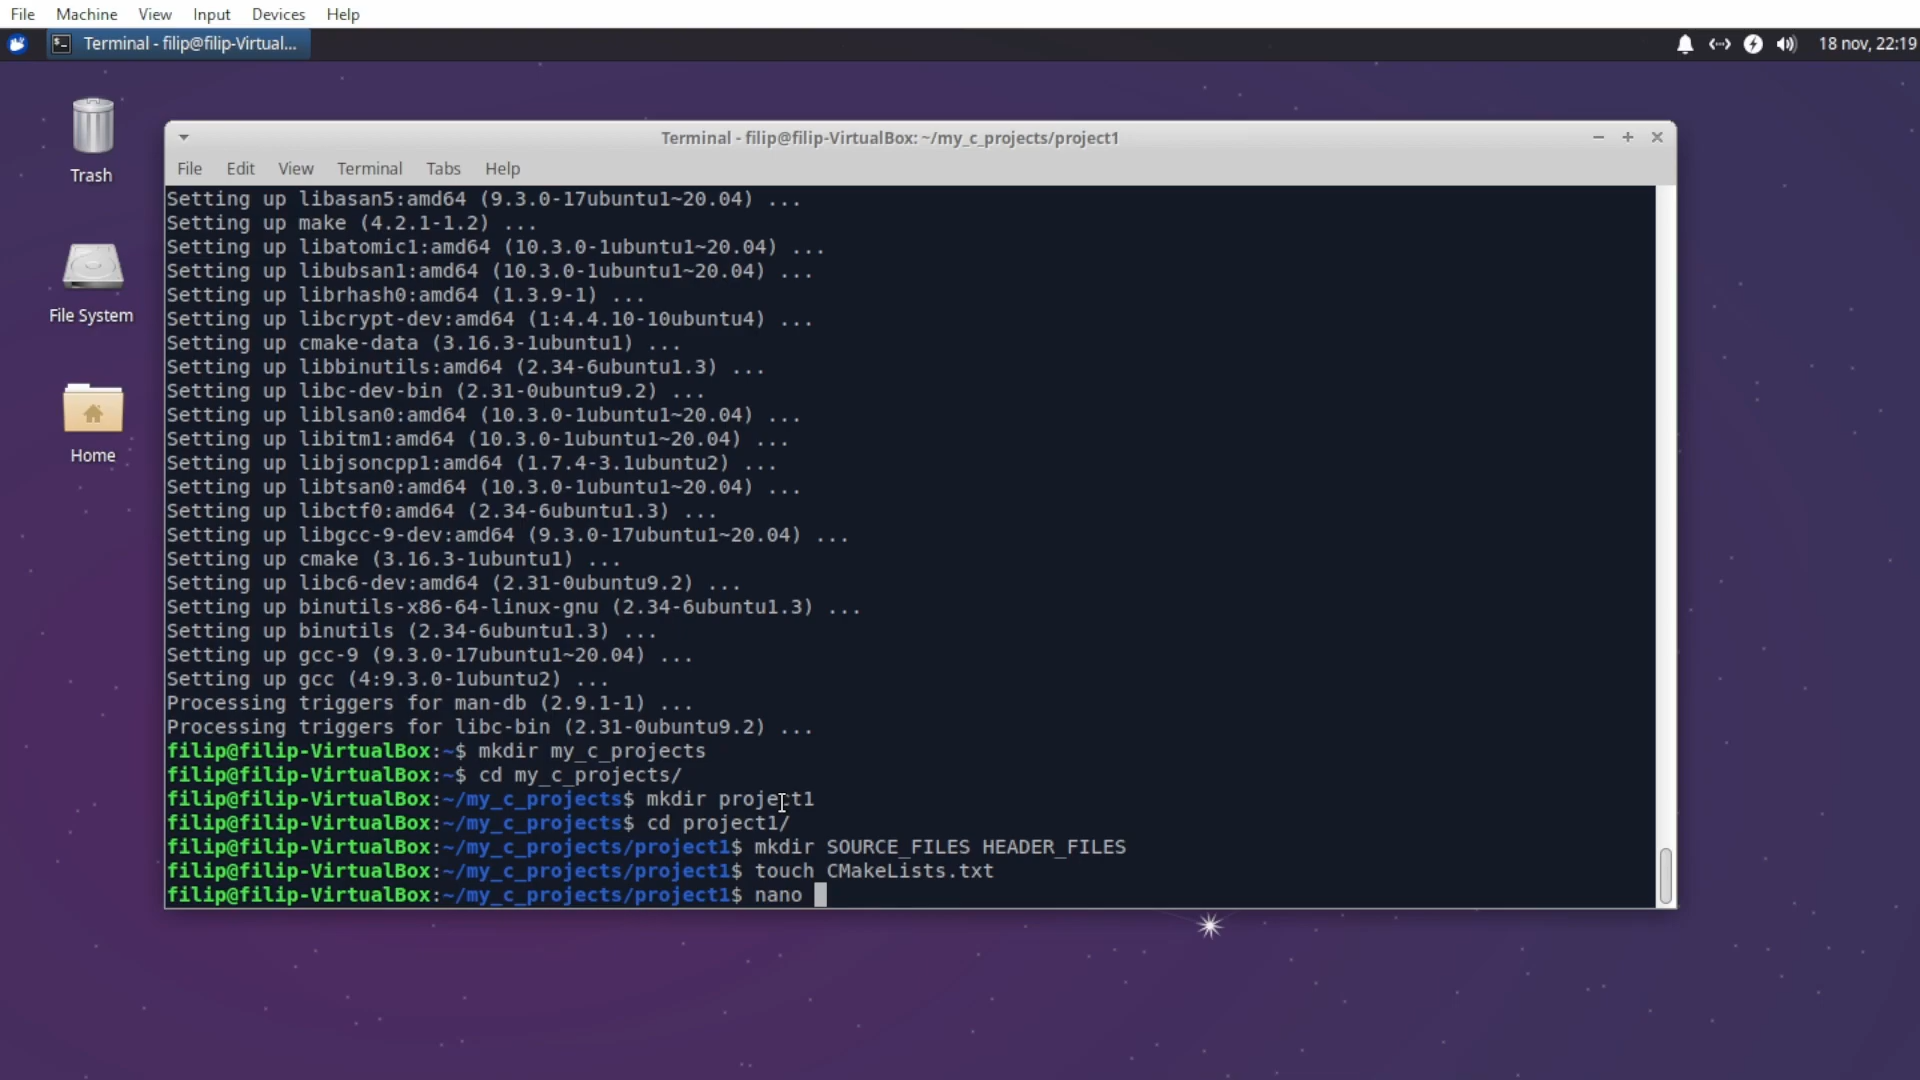 File Machine View Input Devices Help
Terminal - filip@filip-Virtual... 18 nov, 22:19
Trash
File System
Home
Terminal - filip@filip-VirtualBox: ~/my_c_projects/project1
File Edit View Terminal Tabs Help
Setting up libasan5:amd64 (9.3.0-17ubuntu1~20.04) ...
Setting up make (4.2.1-1.2) ...
Setting up libatomic1:amd64 (10.3.0-1ubuntu1~20.04) ...
Setting up libubsan1:amd64 (10.3.0-1ubuntu1~20.04) ...
Setting up librhash0:amd64 (1.3.9-1) ...
Setting up libcrypt-dev:amd64 (1:4.4.10-10ubuntu4) ...
Setting up cmake-data (3.16.3-1ubuntu1) ...
Setting up libbinutils:amd64 (2.34-6ubuntu1.3) ...
Setting up libc-dev-bin (2.31-0ubuntu9.2) ...
Setting up liblsan0:amd64 (10.3.0-1ubuntu1~20.04) ...
Setting up libitm1:amd64 (10.3.0-1ubuntu1~20.04) ...
Setting up libjsoncpp1:amd64 (1.7.4-3.1ubuntu2) ...
Setting up libtsan0:amd64 (10.3.0-1ubuntu1~20.04) ...
Setting up libctf0:amd64 (2.34-6ubuntu1.3) ...
Setting up libgcc-9-dev:amd64 (9.3.0-17ubuntu1~20.04) ...
Setting up cmake (3.16.3-1ubuntu1) ...
Setting up libc6-dev:amd64 (2.31-0ubuntu9.2) ...
Setting up binutils-x86-64-linux-gnu (2.34-6ubuntu1.3) ...
Setting up binutils (2.34-6ubuntu1.3) ...
Setting up gcc-9 (9.3.0-17ubuntu1~20.04) ...
Setting up gcc (4:9.3.0-1ubuntu2) ...
Processing triggers for man-db (2.9.1-1) ...
Processing triggers for libc-bin (2.31-0ubuntu9.2) ...
filip@filip-VirtualBox:~$ mkdir my_c_projects
filip@filip-VirtualBox:~$ cd my_c_projects/
filip@filip-VirtualBox:~/my_c_projects$ mkdir project1
filip@filip-VirtualBox:~/my_c_projects$ cd project1/
filip@filip-VirtualBox:~/my_c_projects/project1$ mkdir SOURCE_FILES HEADER_FILES
filip@filip-VirtualBox:~/my_c_projects/project1$ touch CMakeLists.txt
filip@filip-VirtualBox:~/my_c_projects/project1$ nano